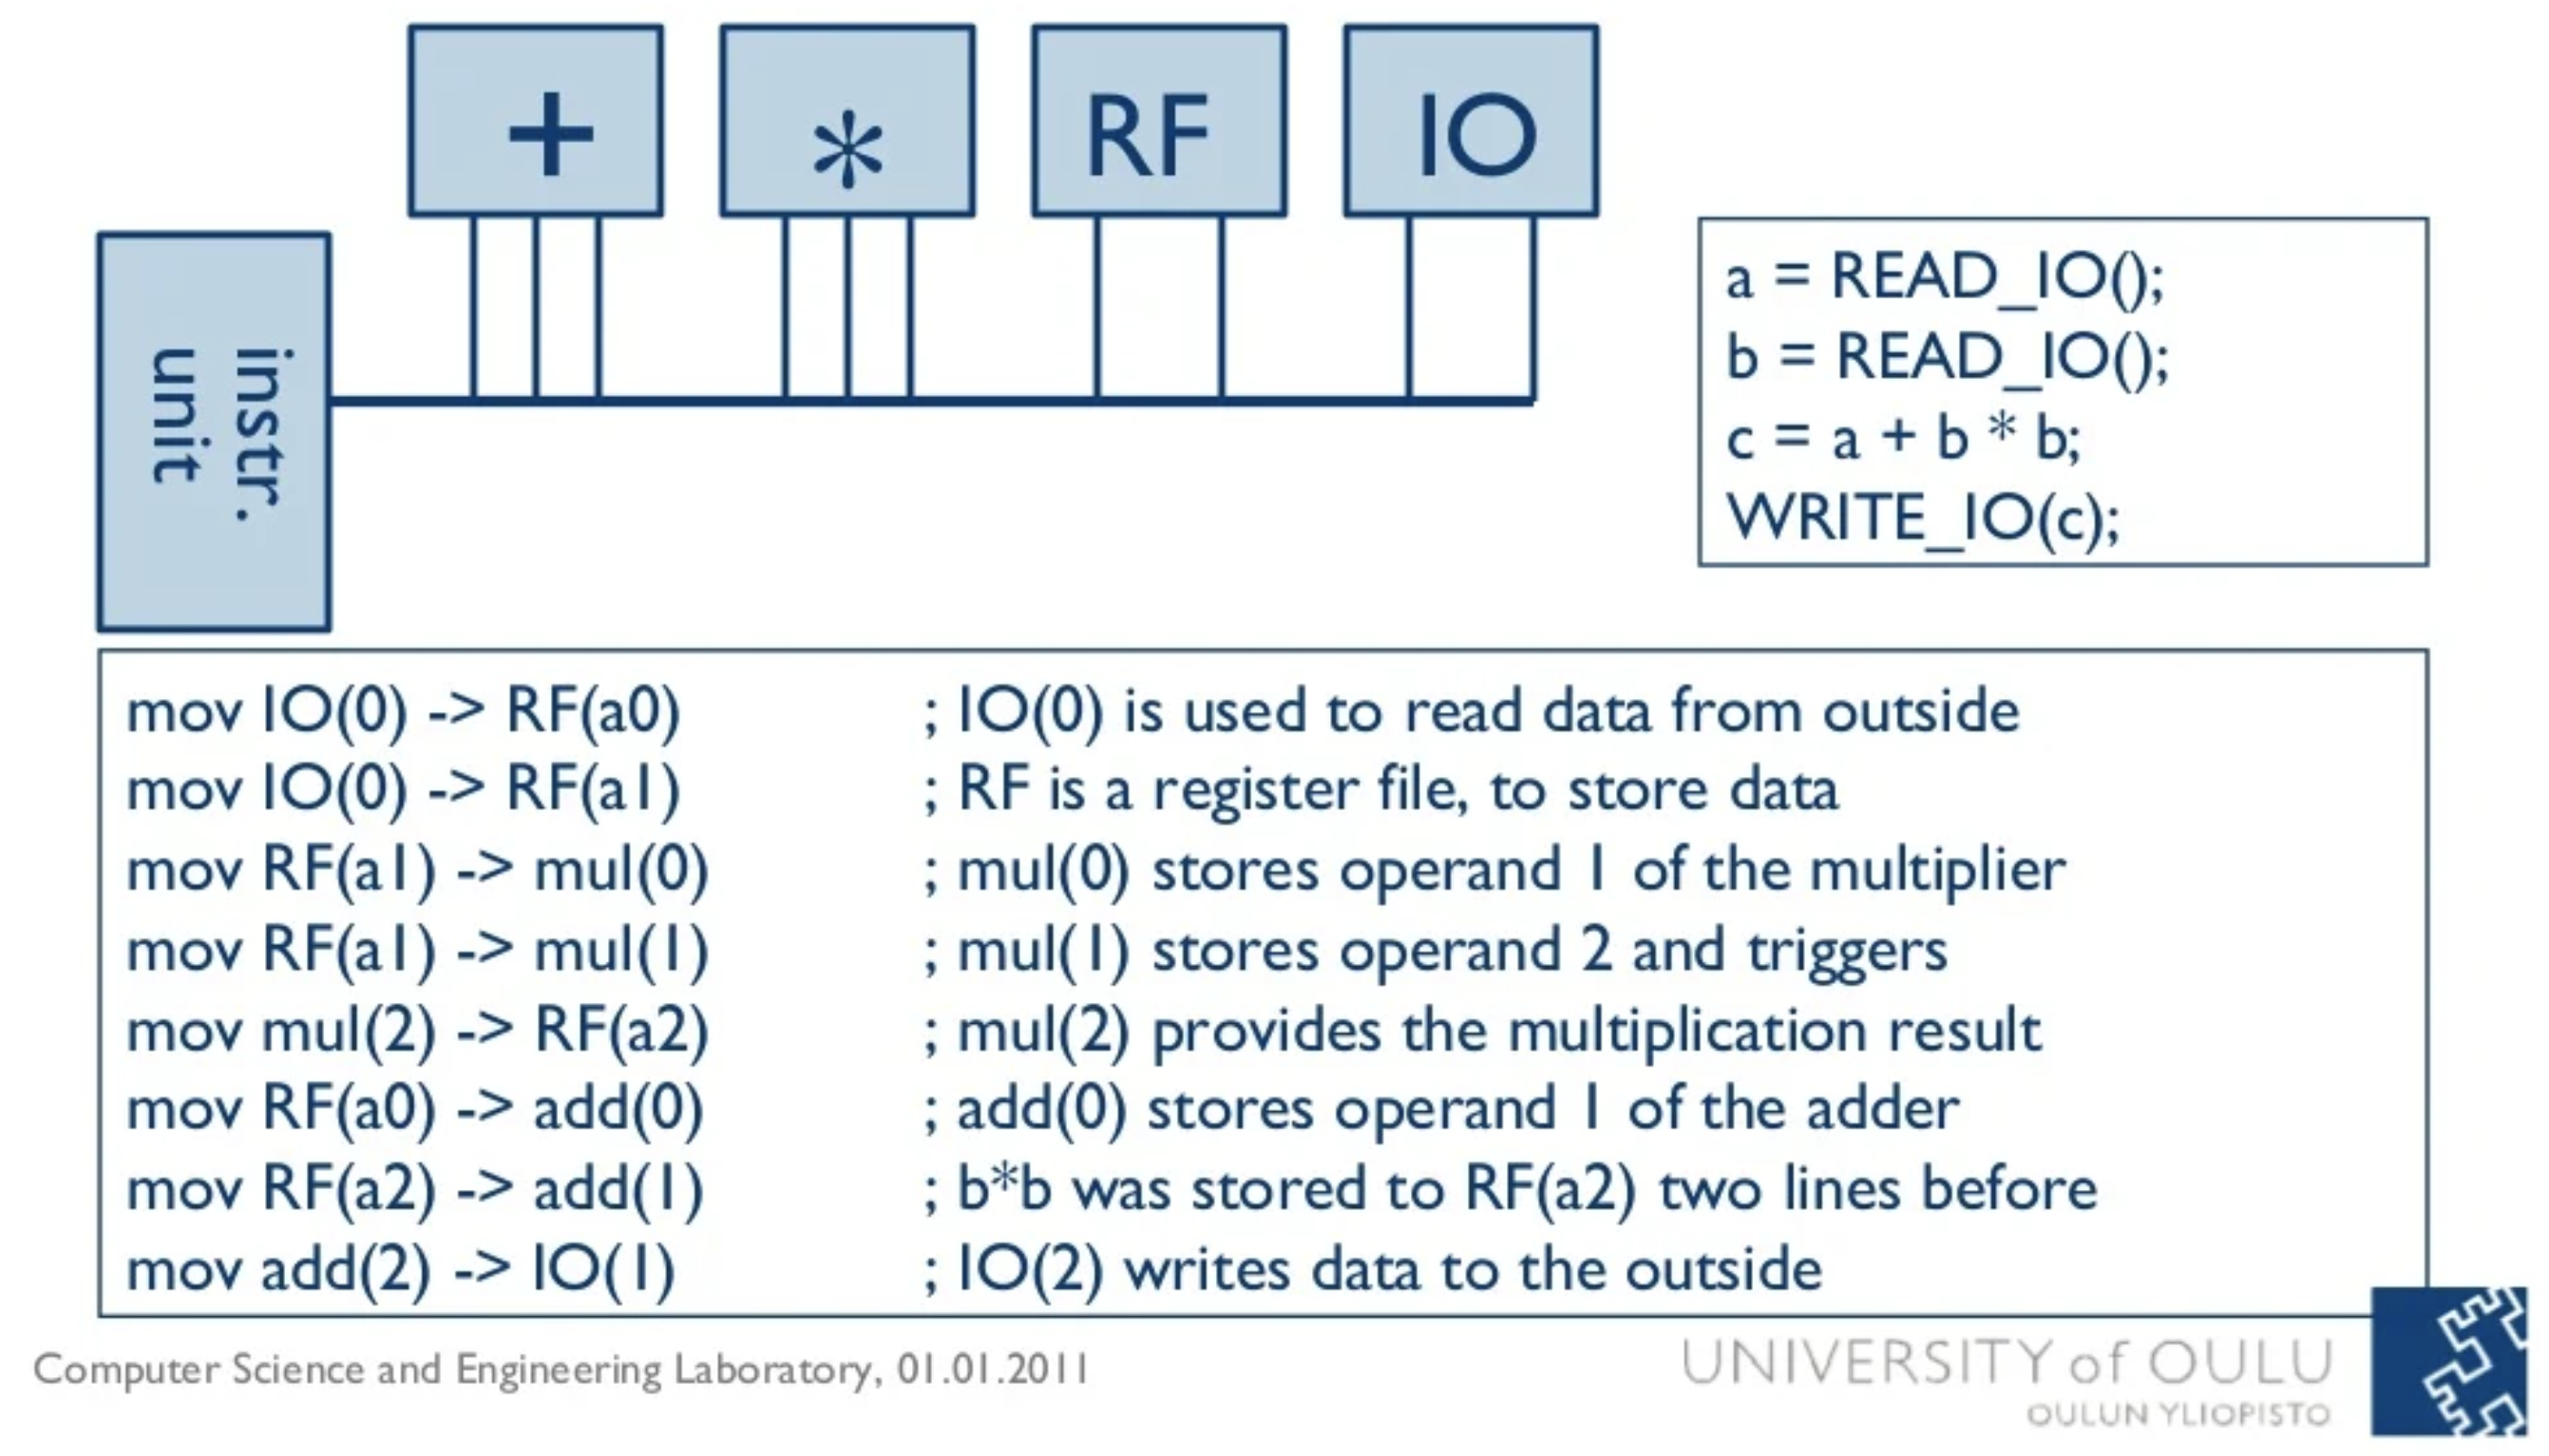 +
*
RF
IO
instr.
unit
a = READ_IO();
b = READ_IO();
c = a + b * b;
WRITE_IO(c);
mov IO(0) -> RF(a0) ; IO(0) is used to read data from outside
mov IO(0) -> RF(a1) ; RF is a register file, to store data
mov RF(a1) -> mul(0) ; mul(0) stores operand 1 of the multiplier
mov RF(a1) -> mul(1) ; mul(1) stores operand 2 and triggers
mov mul(2) -> RF(a2) ; mul(2) provides the multiplication result
mov RF(a0) -> add(0) ; add(0) stores operand 1 of the adder
mov RF(a2) -> add(1) ; b*b was stored to RF(a2) two lines before
mov add(2) -> IO(1) ; IO(2) writes data to the outside
Computer Science and Engineering Laboratory, 01.01.2011
UNIVERSITY of OULU
OULUN YLIOPISTO